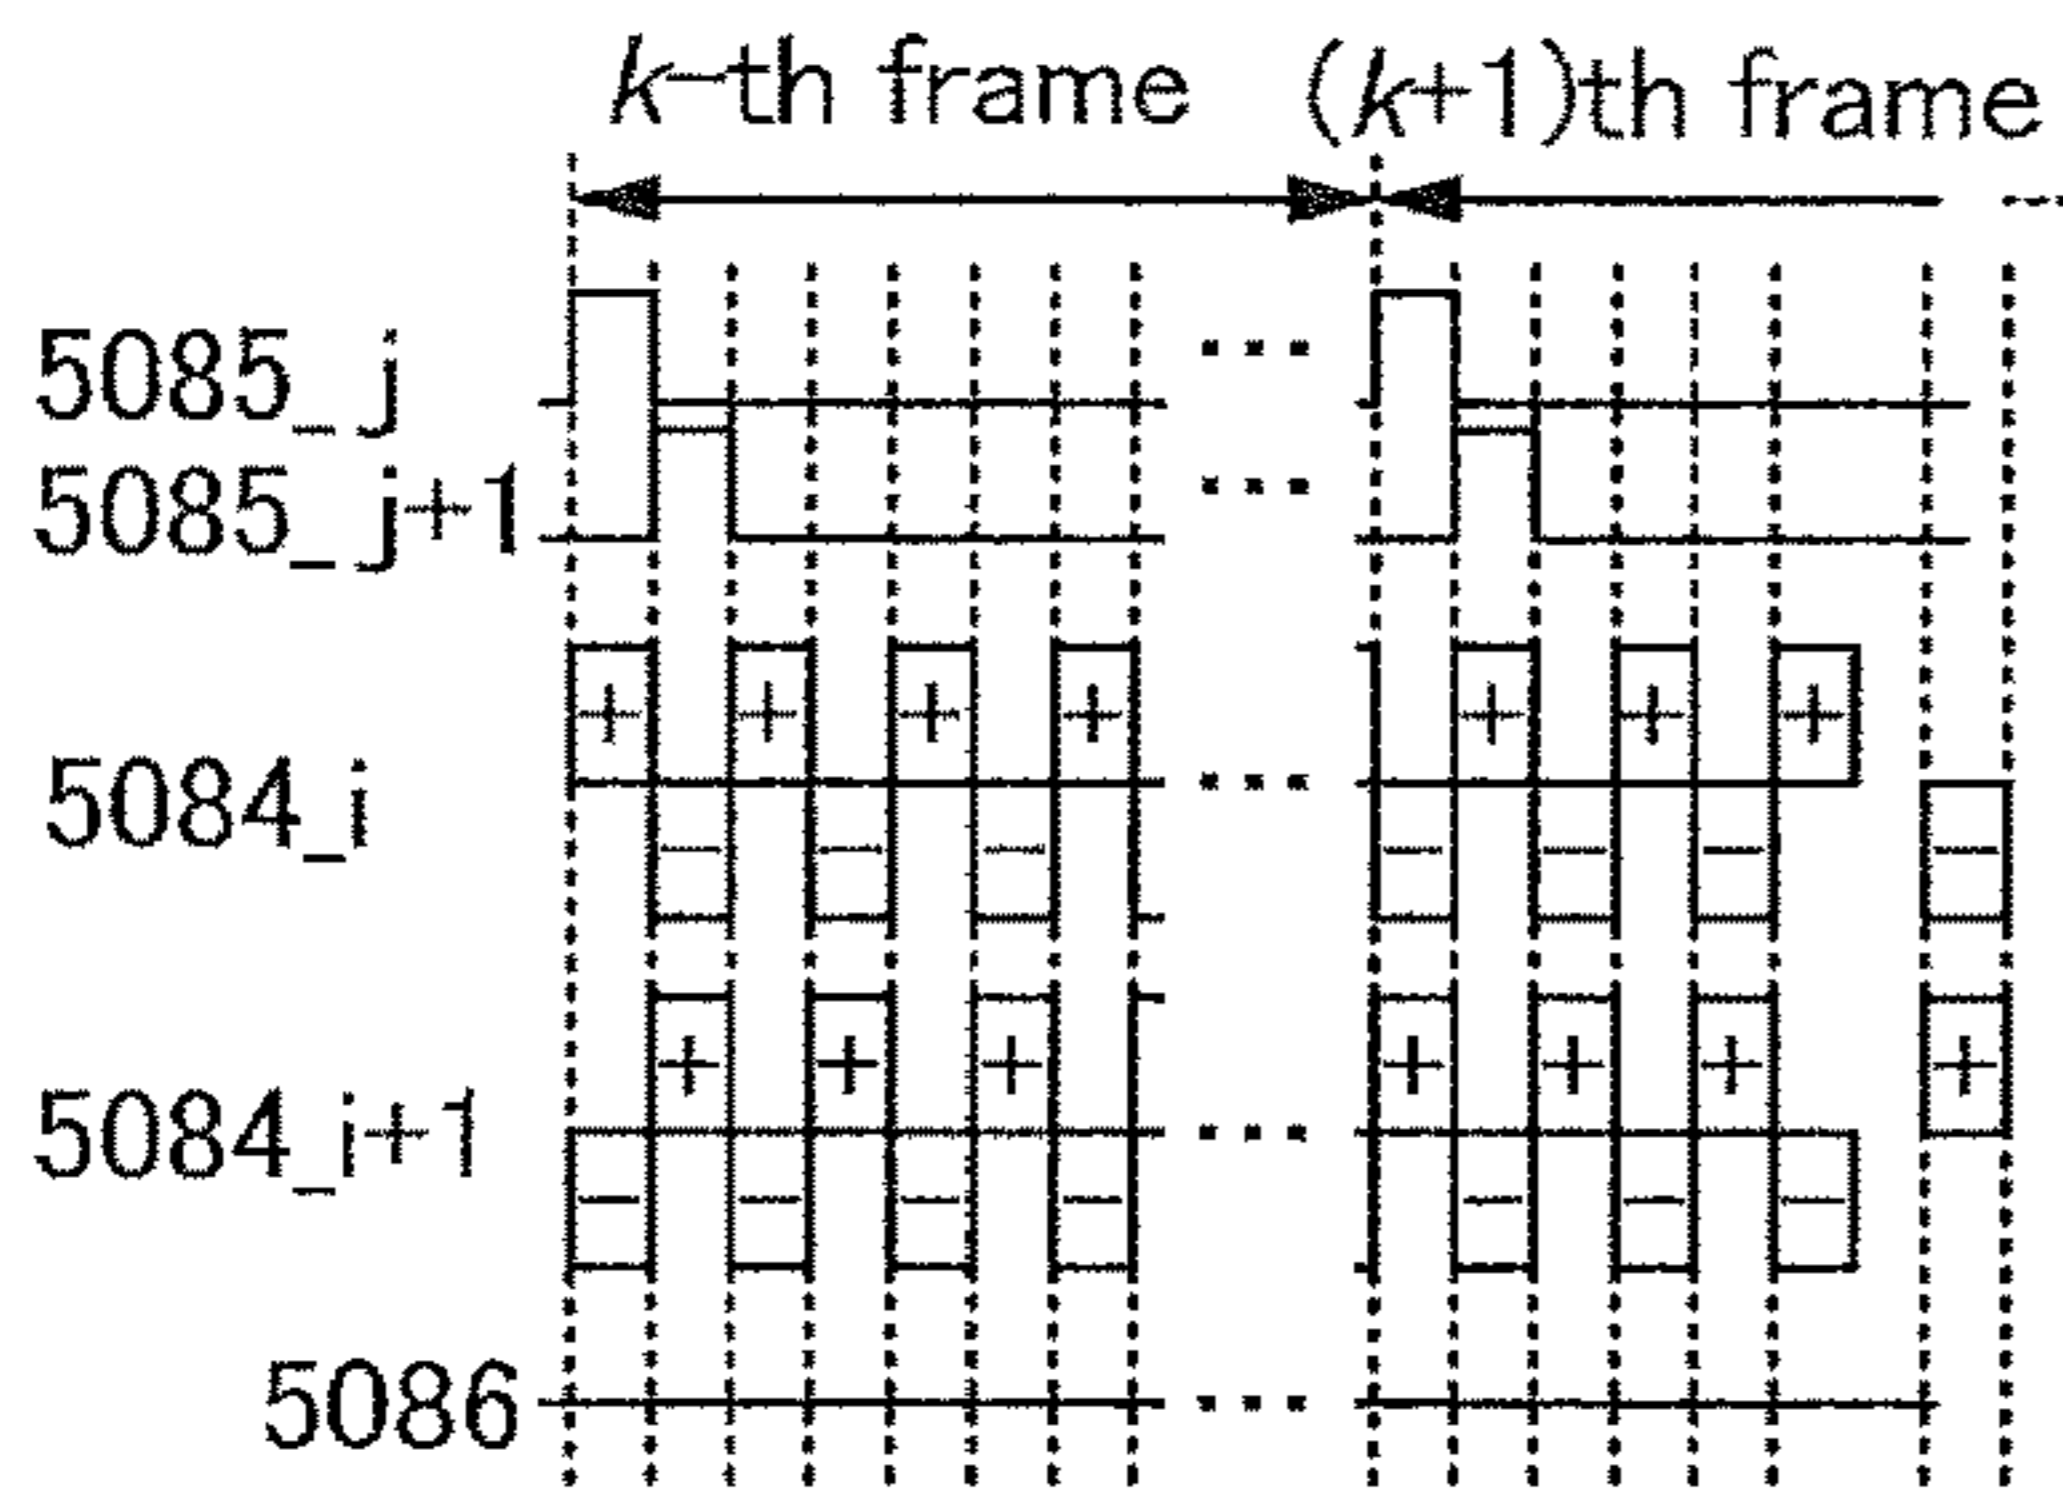 k-th frame (k+1)th frame
5085_j
5085_j+1
+ + + + + + +
5084_i
− − − − − − −
+ + + + + + +
5084_i+1
− − − − − − −
5086